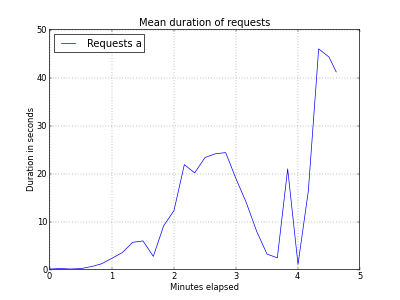 Mean duration of requests
50
Requests a
40
30
20
10
0
Duration in seconds
0 1 2 3 4 5
Minutes elapsed